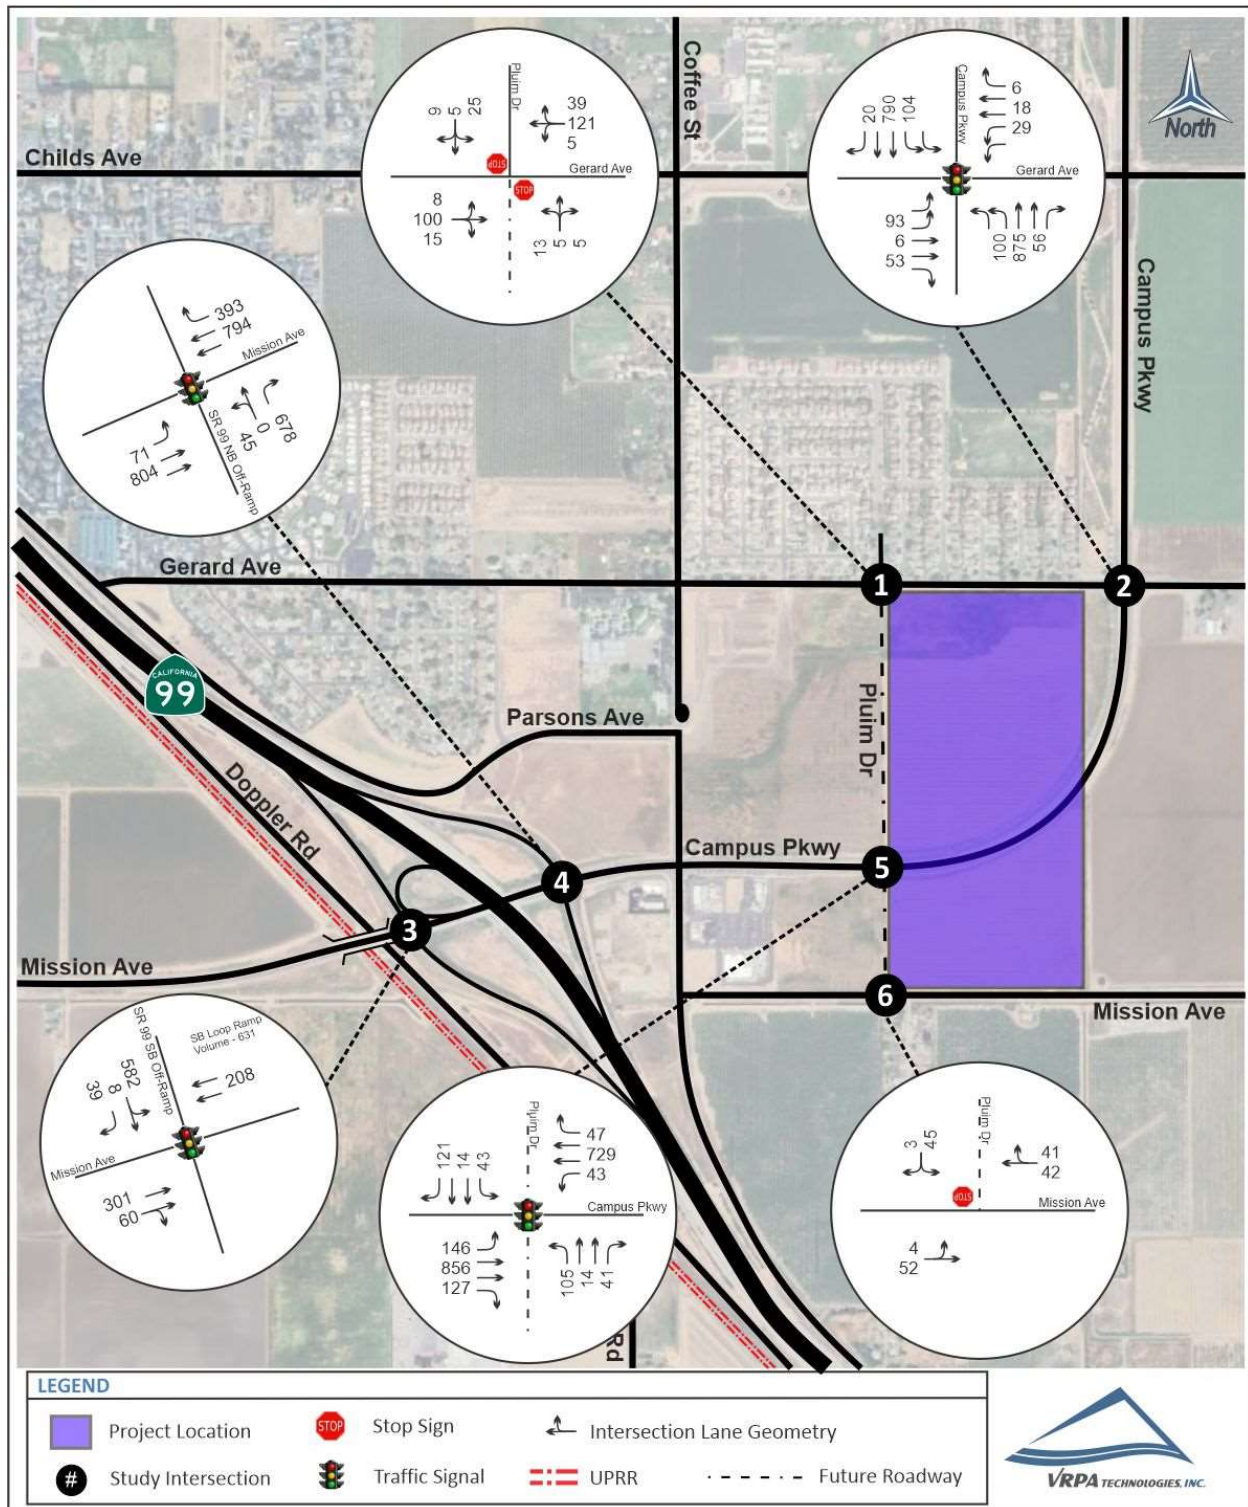 Pluim Dr
9 5 25
39
121
5
STOP
STOP
Gerard Ave
8
100
15
13 5 5
Coffee St
Campus Pkwy
20 790 104
6
18
29
Gerard Ave
93
6
53
100 875 56
North
Childs Ave
Campus Pkwy
393
794
Mission Ave
71
804
45 0 678
SR 99 NB Off-Ramp
Gerard Ave
1
2
CALIFORNIA
99
Parsons Ave
Pluim Dr
Doppler Rd
Campus Pkwy
5
4
3
Mission Ave
6
Mission Ave
SR 99 SB Off-Ramp
SB Loop Ramp
Volume - 631
39 8 582
208
Mission Ave
301
60
Pluim Dr
121 14 43
47
729
43
Campus Pkwy
146
856
127
105 14 41
Pluim Dr
3 45
41
42
STOP
Mission Ave
4
52
Rd
LEGEND
Project Location
STOP
Stop Sign
Intersection Lane Geometry
#
Study Intersection
Traffic Signal
UPRR
Future Roadway
VRPA TECHNOLOGIES, INC.